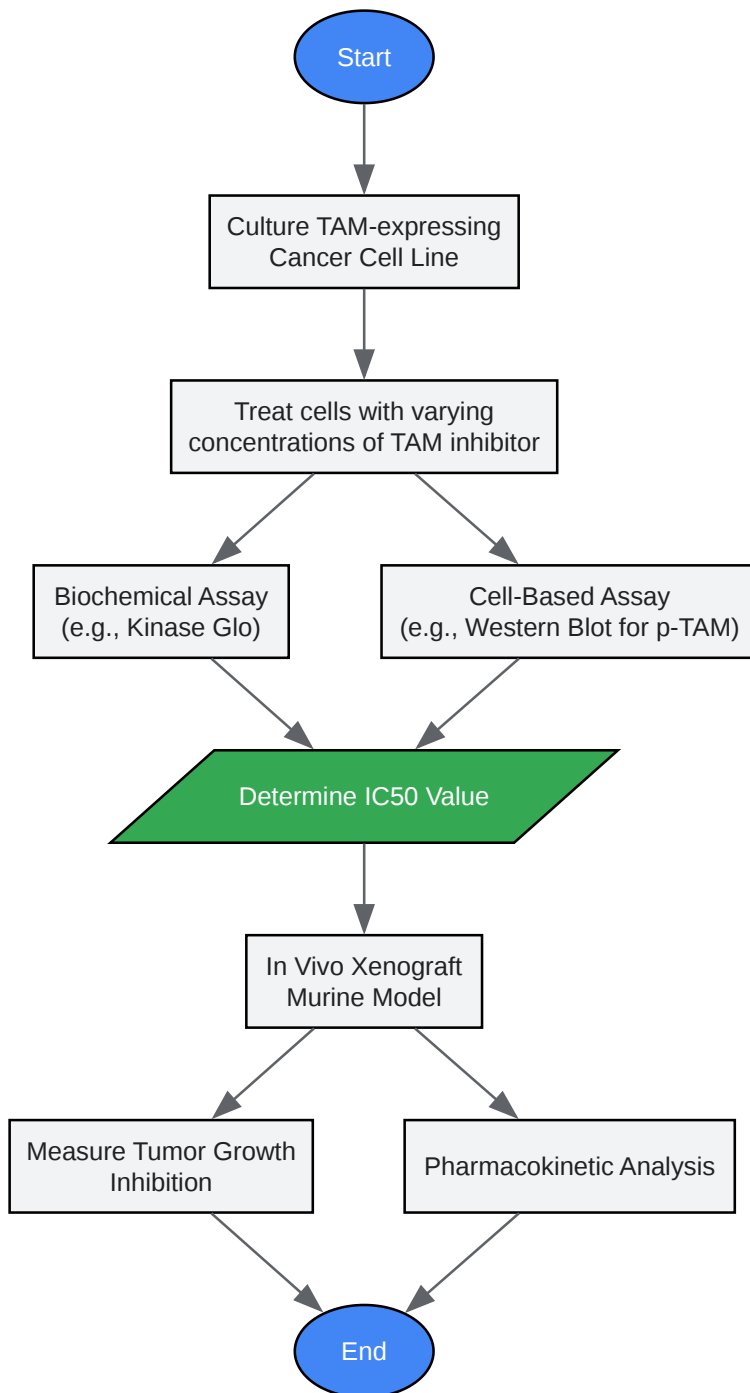 Start
Culture TAM-expressing
Cancer Cell Line
Treat cells with varying
concentrations of TAM inhibitor
Biochemical Assay
(e.g., Kinase Glo)
Cell-Based Assay
(e.g., Western Blot for p-TAM)
Determine IC50 Value
In Vivo Xenograft
Murine Model
Measure Tumor Growth
Inhibition
Pharmacokinetic Analysis
End